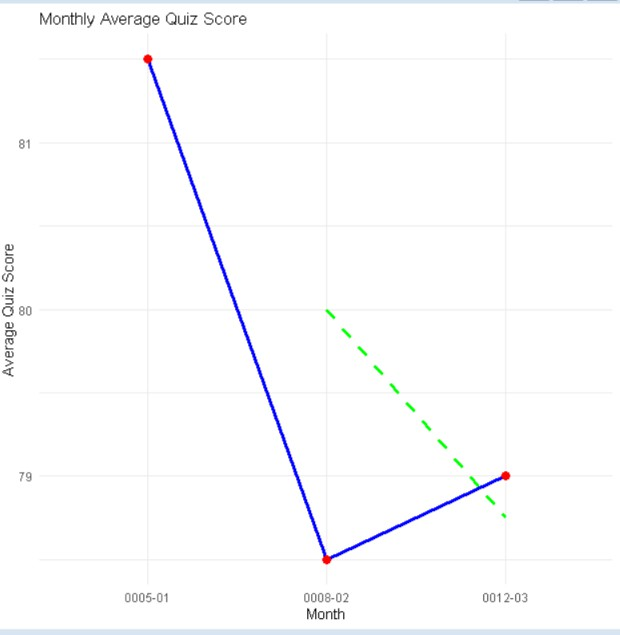 Monthly Average Quiz Score
81
80
79
Average Quiz Score
0005-01 0008-02 0012-03
Month